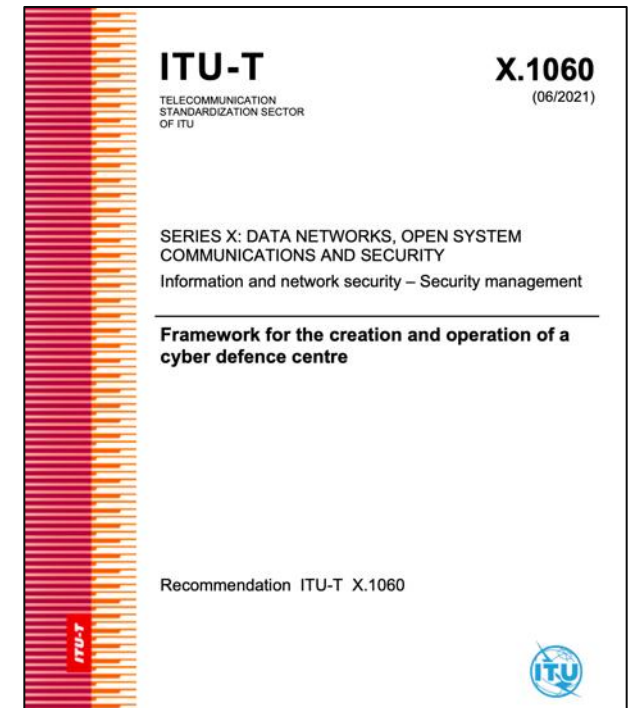 ITU-T
X.1060
TELECOMMUNICATION
STANDARDIZATION SECTOR
OF ITU
(06/2021)
SERIES X: DATA NETWORKS, OPEN SYSTEM
COMMUNICATIONS AND SECURITY
Information and network security – Security management
Framework for the creation and operation of a
cyber defence centre
Recommendation ITU-T X.1060
ITU-T
ITU